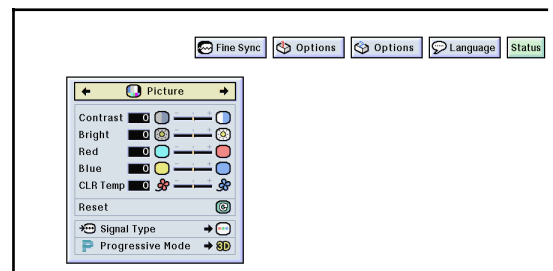 Fine Sync Options Options Language Status
Picture
Contrast 0
Bright 0
Red 0
Blue 0
CLR Temp 0
Reset
Signal Type
P Progressive Mode 3D